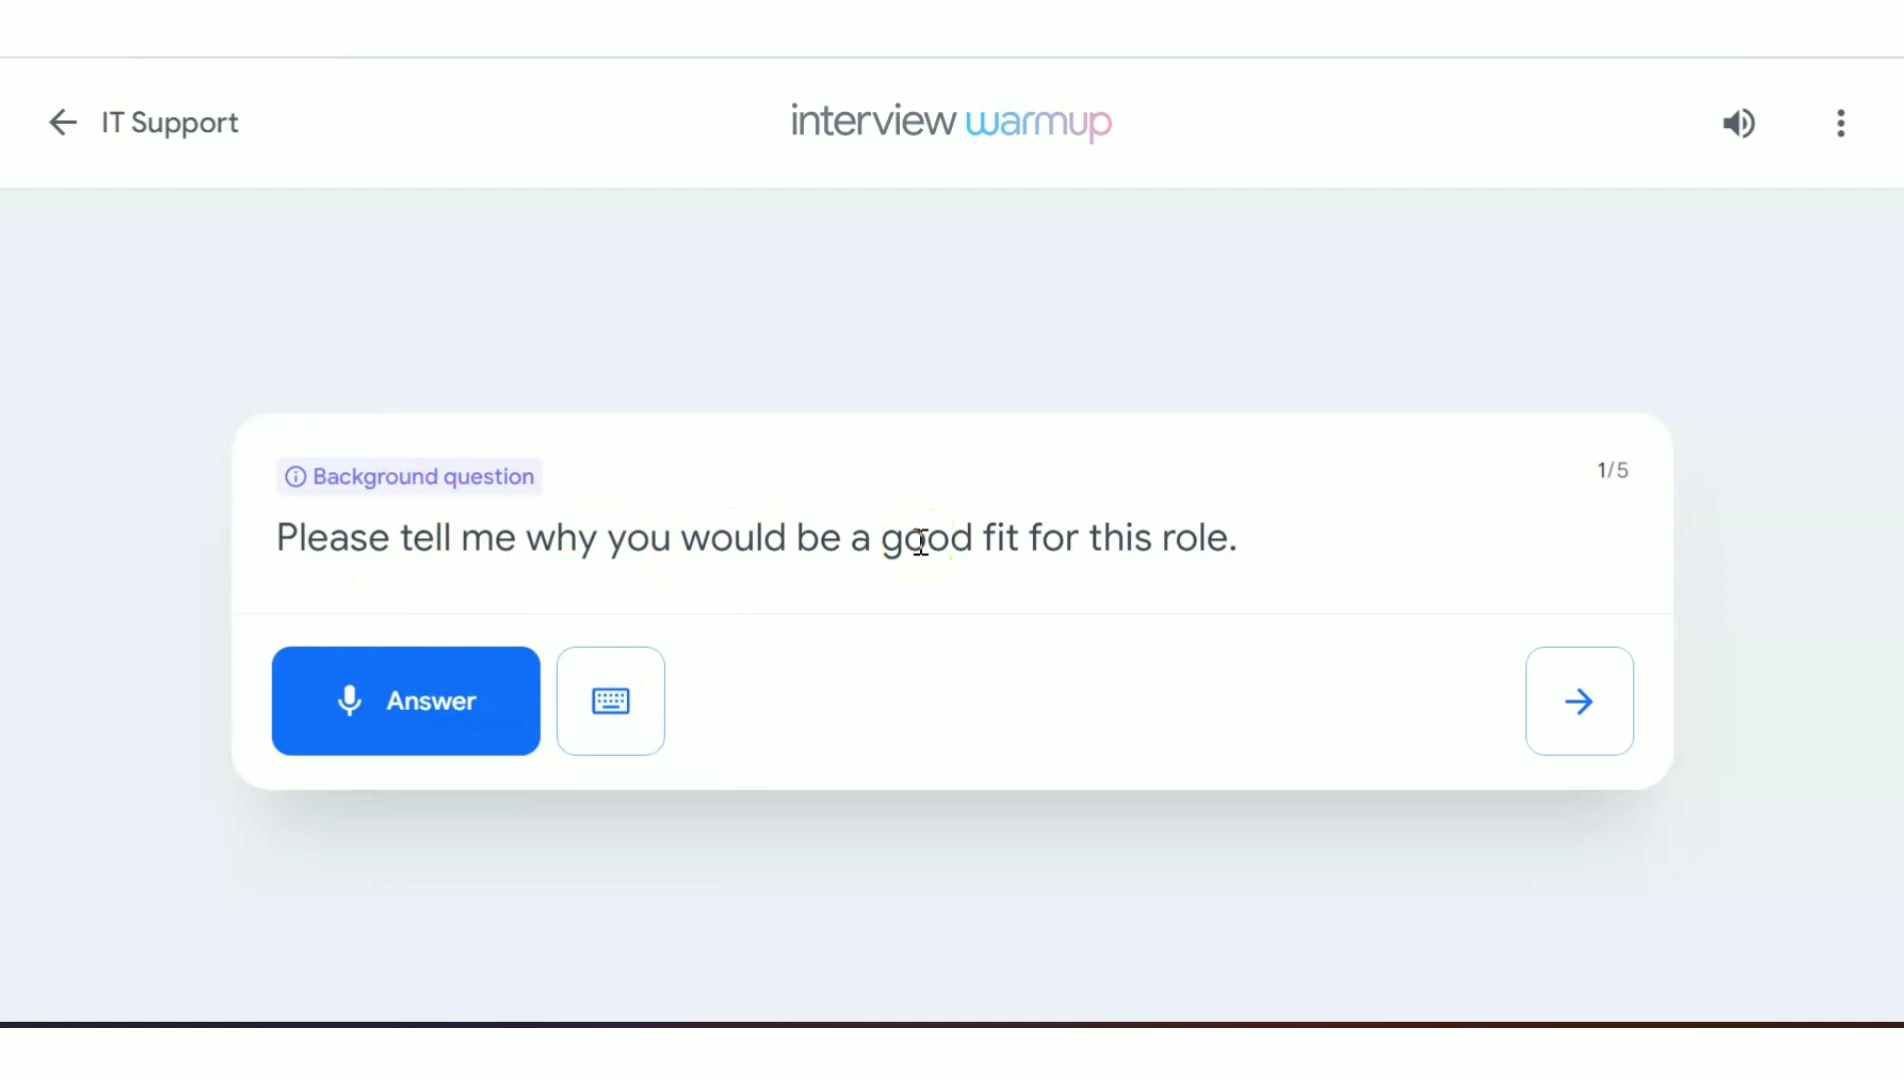 IT Support
interview warmup
Background question
1/5
Please tell me why you would be a good fit for this role.
Answer